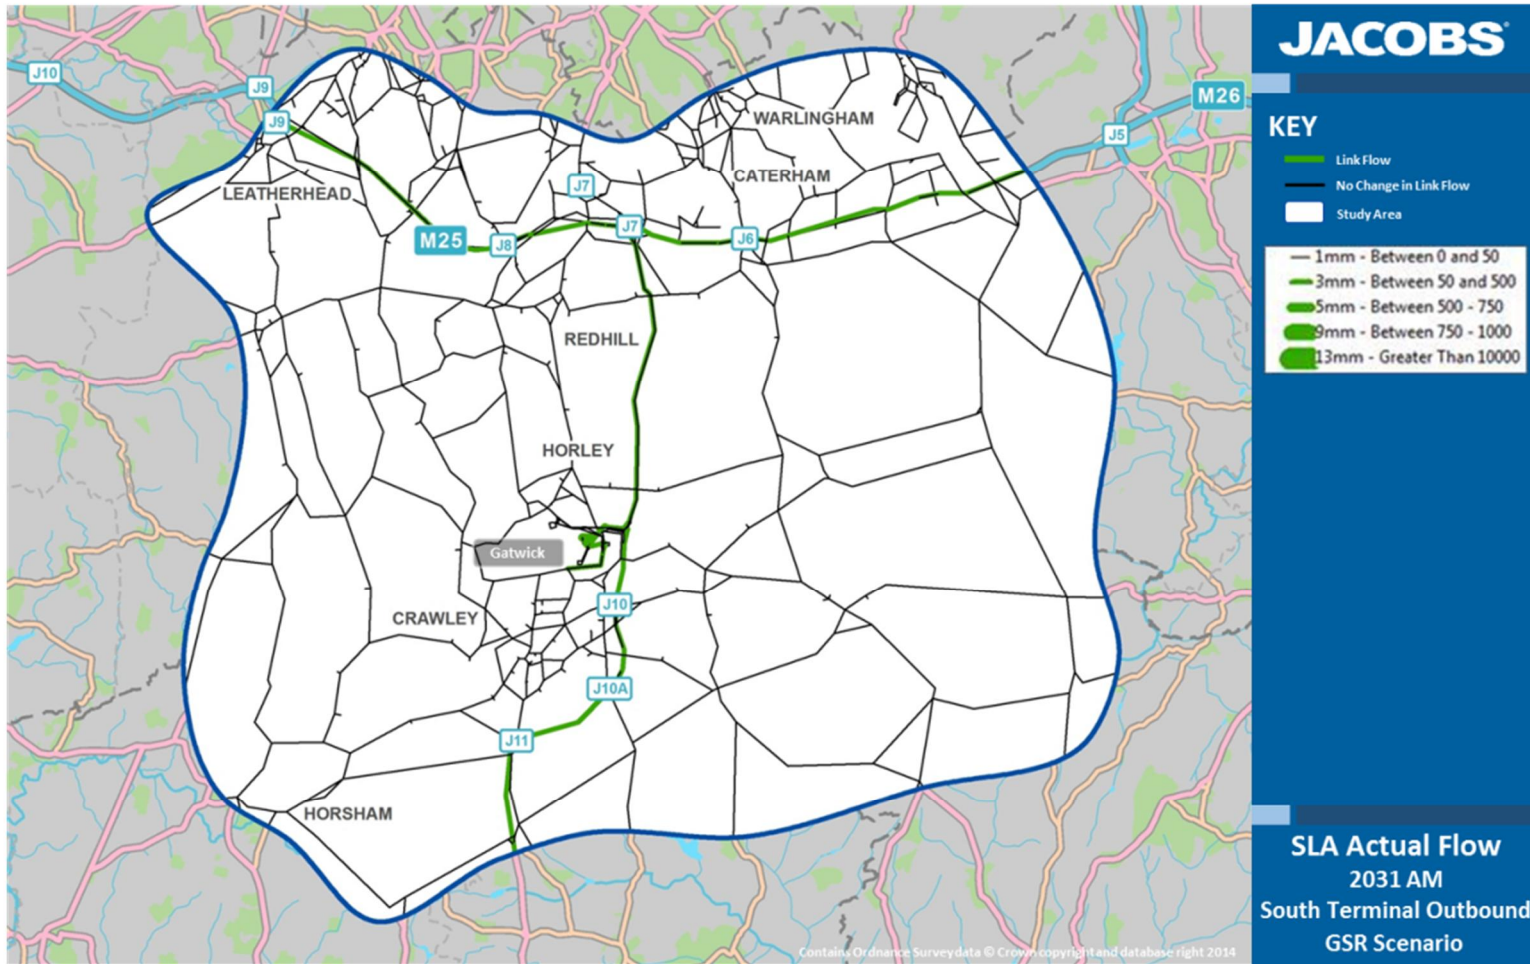 JACOBS
KEY
Link Flow
No Change in Link Flow
Study Area
1mm - Between 0 and 50
3mm - Between 50 and 500
5mm - Between 500 - 750
9mm - Between 750 - 1000
13mm - Greater Than 10000
J10
J9
J9
M26
J5
WARLINGHAM
CATERHAM
LEATHERHEAD
J7
M25
J8
J7
J6
REDHILL
HORLEY
Gatwick
CRAWLEY
J10
J10A
J11
HORSHAM
SLA Actual Flow
2031 AM
South Terminal Outbound
GSR Scenario
Contains Ordnance Survey data © Crown copyright and database right 2014